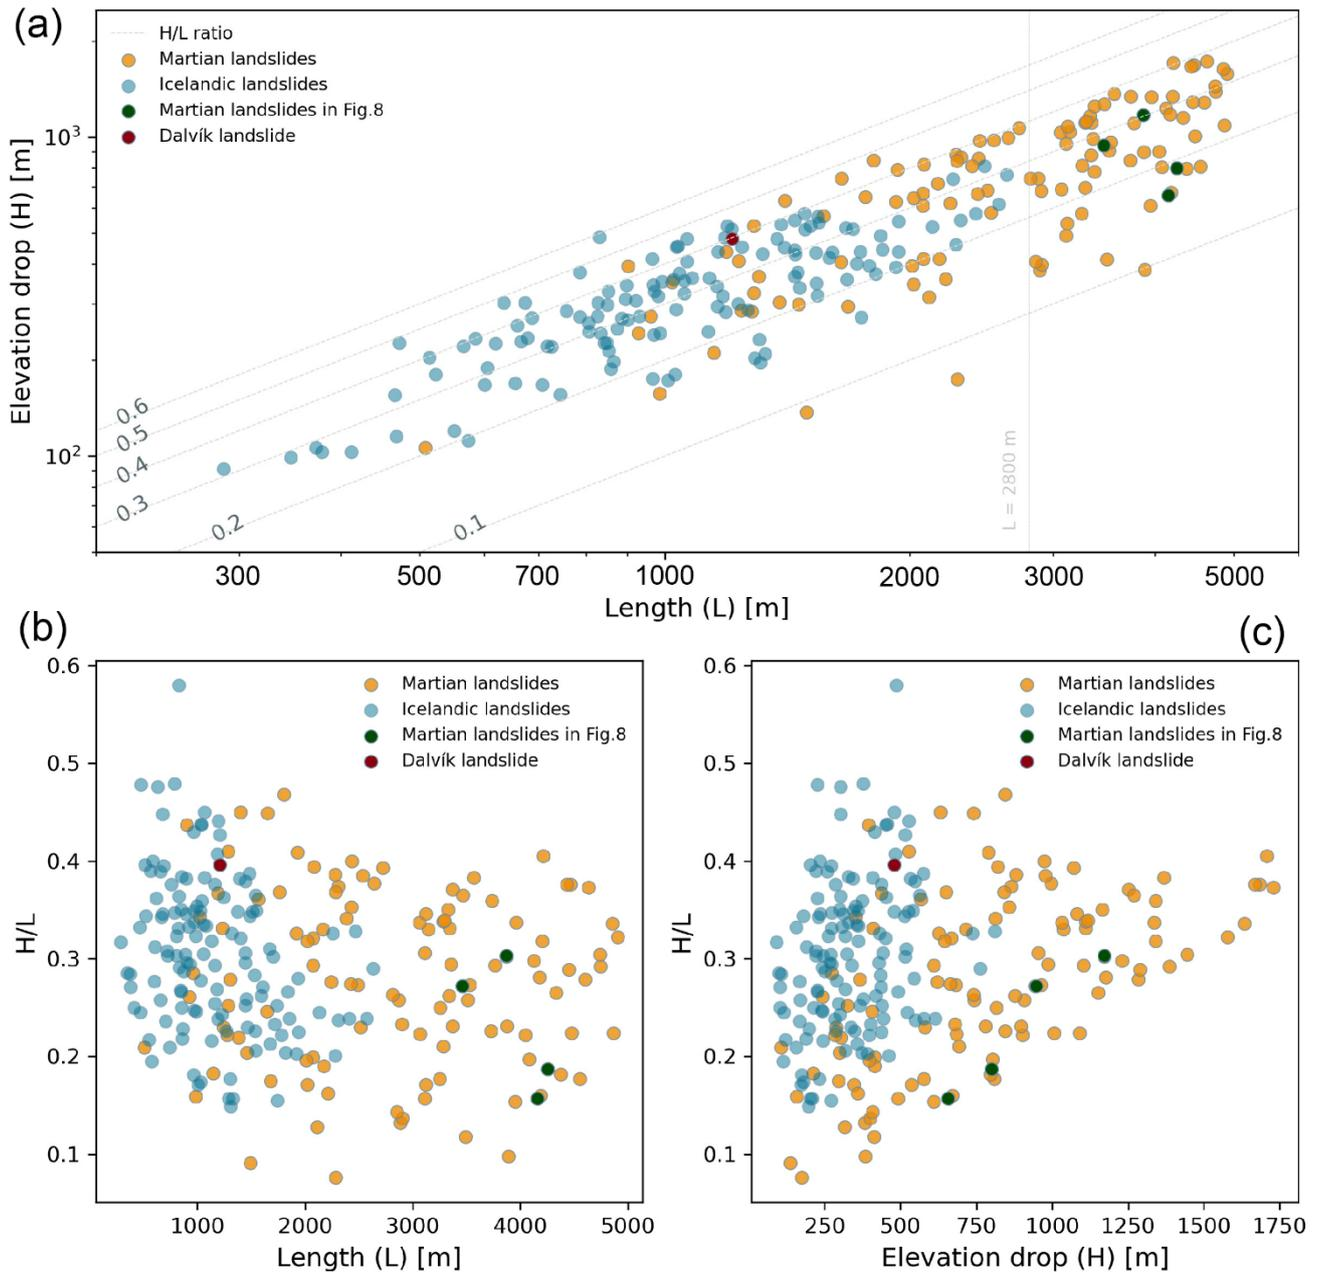 (a)
H/L ratio
Martian landslides
Icelandic landslides
Martian landslides in Fig.8
Dalvík landslide
Elevation drop (H) [m]
10³
10²
0.6
0.5
0.4
0.3
0.2
0.1
L = 2800 m
300 500 700 1000 2000 3000 5000
Length (L) [m]
(b)
Martian landslides
Icelandic landslides
Martian landslides in Fig.8
Dalvík landslide
H/L
0.6
0.5
0.4
0.3
0.2
0.1
1000 2000 3000 4000 5000
Length (L) [m]
(c)
Martian landslides
Icelandic landslides
Martian landslides in Fig.8
Dalvík landslide
H/L
0.6
0.5
0.4
0.3
0.2
0.1
250 500 750 1000 1250 1500 1750
Elevation drop (H) [m]